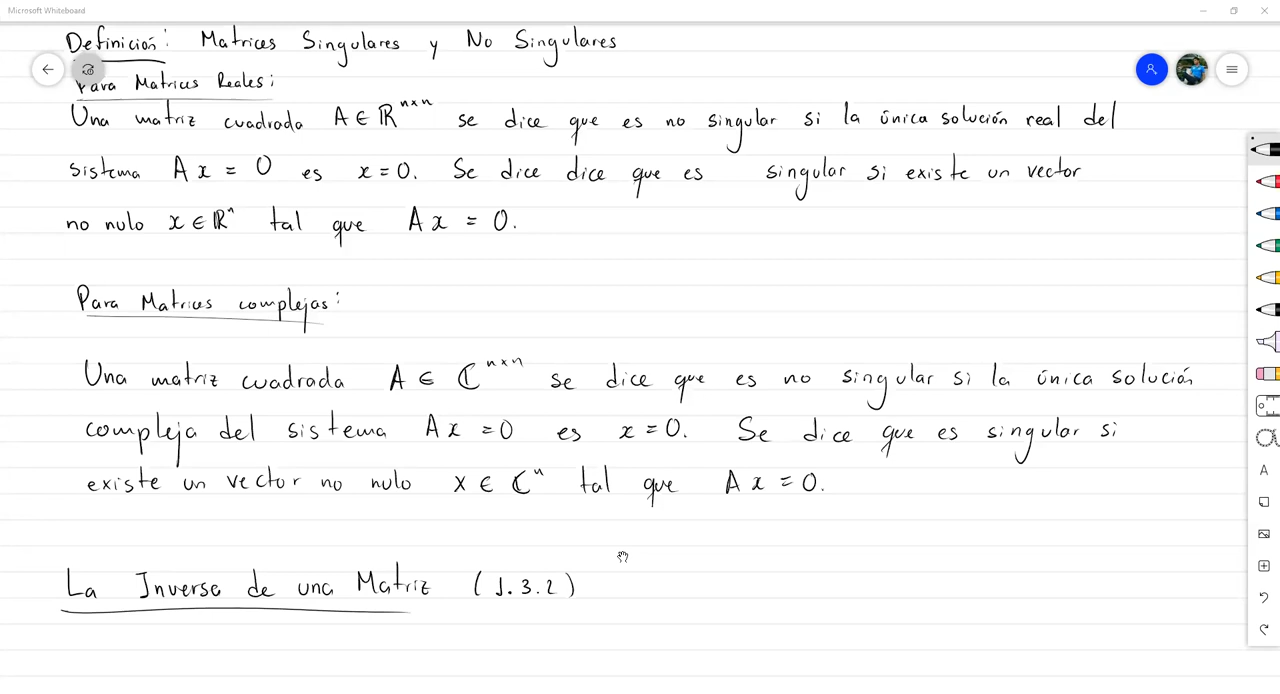 Microsoft Whiteboard
Definición: Matrices Singulares y No Singulares
Para Matrices Reales:
Una matriz cuadrada A ∈ ℝⁿˣⁿ se dice que es no singular si la única solución real del
sistema Ax = 0 es x = 0. Se dice dice que es singular si existe un vector
no nulo x ∈ ℝⁿ tal que Ax = 0.
Para Matrices complejas:
Una matriz cuadrada A ∈ ℂⁿˣⁿ se dice que es no singular si la única solución
compleja del sistema Ax = 0 es x = 0. Se dice que es singular si
existe un vector no nulo x ∈ ℂⁿ tal que Ax = 0.
La Inversa de una Matriz (1.3.2)